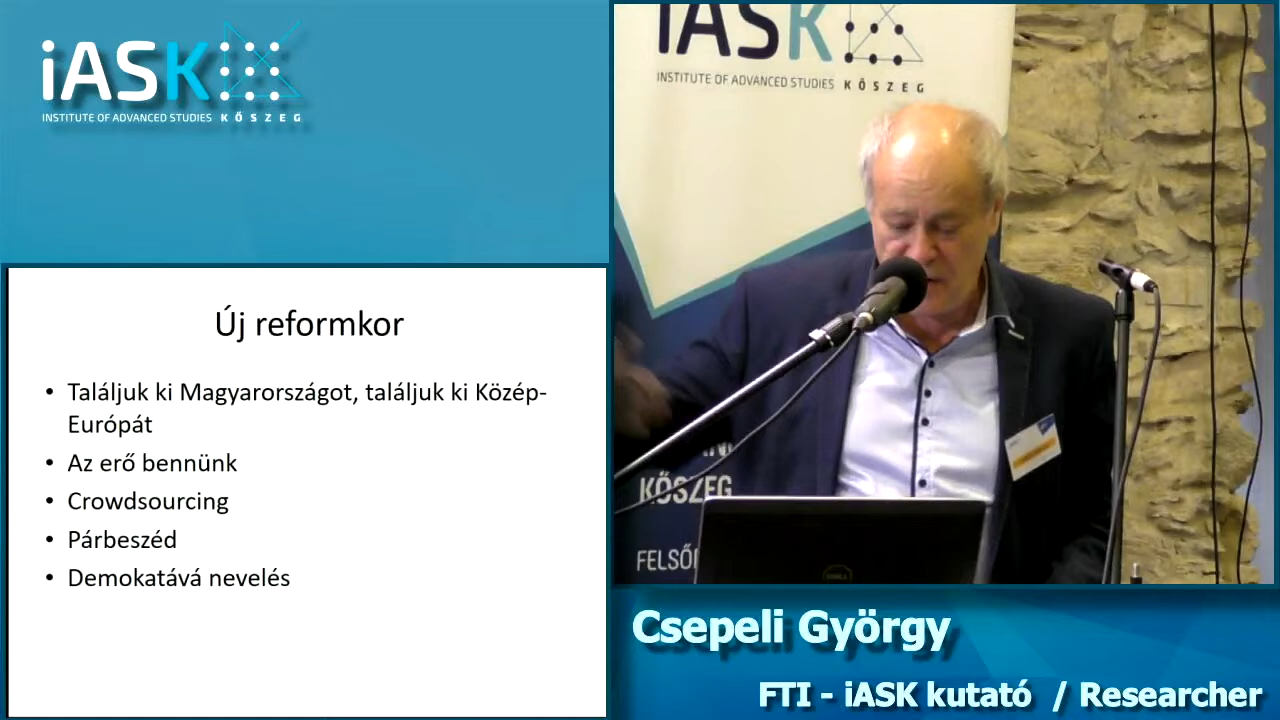 iASK
INSTITUTE OF ADVANCED STUDIES KŐSZEG
Új reformkor
• Találjuk ki Magyarországot, találjuk ki Közép-
Európát
• Az erő bennünk
• Crowdsourcing
• Párbeszéd
• Demokatává nevelés
iASK
INSTITUTE OF ADVANCED STUDIES KŐSZEG
KŐSZEG
Csepeli György
FTI - iASK kutató / Researcher